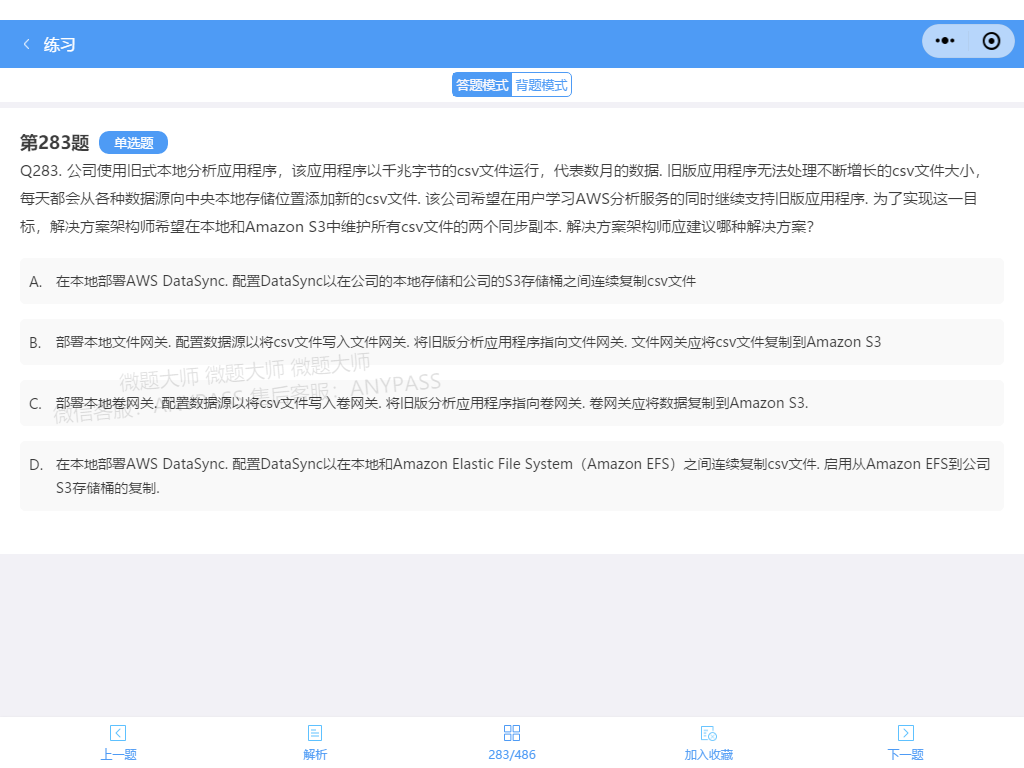 练习
答题模式 背题模式
第283题 单选题
Q283. 公司使用旧式本地分析应用程序，该应用程序以千兆字节的csv文件运行，代表数月的数据. 旧版应用程序无法处理不断增长的csv文件大小，
每天都会从各种数据源向中央本地存储位置添加新的csv文件. 该公司希望在用户学习AWS分析服务的同时继续支持旧版应用程序. 为了实现这一目
标，解决方案架构师希望在本地和Amazon S3中维护所有csv文件的两个同步副本. 解决方案架构师应建议哪种解决方案?
A. 在本地部署AWS DataSync. 配置DataSync以在公司的本地存储和公司的S3存储桶之间连续复制csv文件
B. 部署本地文件网关. 配置数据源以将csv文件写入文件网关. 将旧版分析应用程序指向文件网关. 文件网关应将csv文件复制到Amazon S3
微题大师 微题大师 微题大师
微信客服：ANYPASS 售后客服：ANYPASS
C. 部署本地卷网关. 配置数据源以将csv文件写入卷网关. 将旧版分析应用程序指向卷网关. 卷网关应将数据复制到Amazon S3.
D. 在本地部署AWS DataSync. 配置DataSync以在本地和Amazon Elastic File System（Amazon EFS）之间连续复制csv文件. 启用从Amazon EFS到公司
S3存储桶的复制.
上一题 解析 283/486 加入收藏 下一题